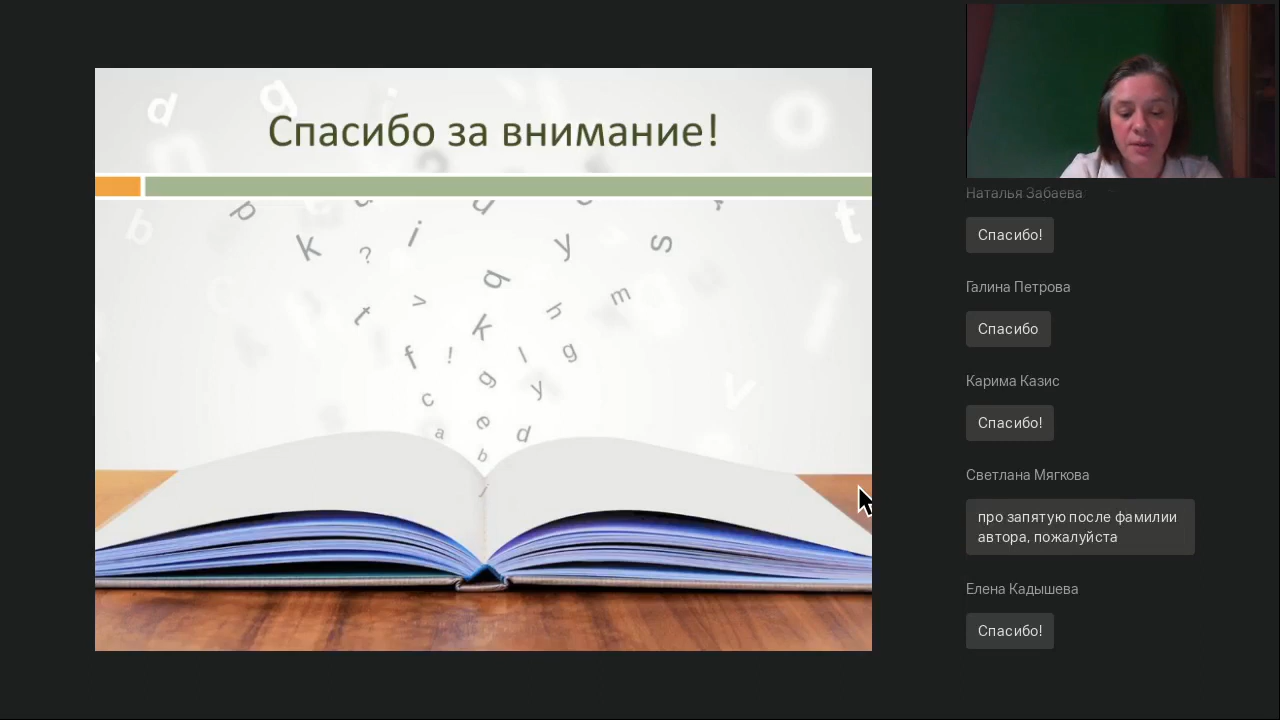 Спасибо за внимание!
Наталья Забаева
Спасибо!
Галина Петрова
Спасибо
Карима Казис
Спасибо!
Светлана Мягкова
про запятую после фамилии
автора, пожалуйста
Елена Кадышева
Спасибо!